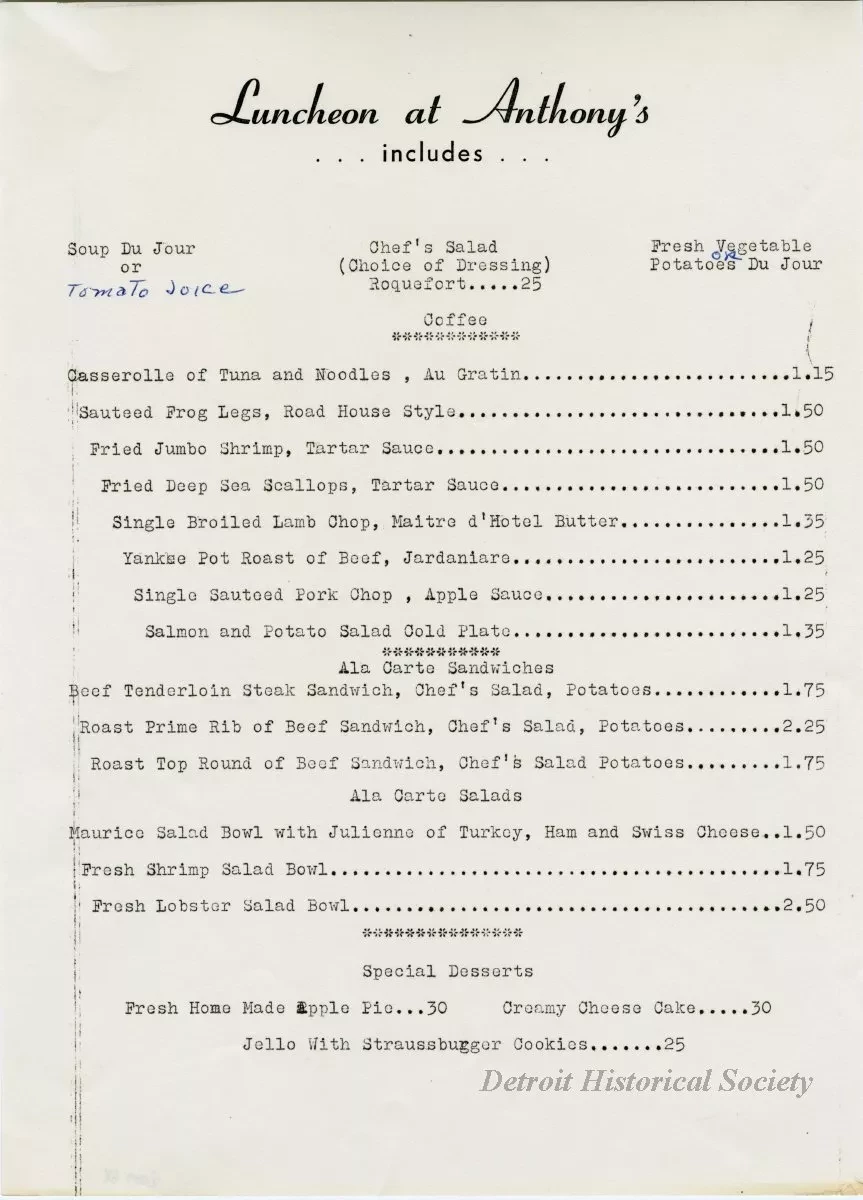 Luncheon at Anthony's
. . . includes . . .
Soup Du Jour
or
Tomato Joice
Chef's Salad
(Choice of Dressing)
Roquefort.....25
Fresh Vegetable
or
Potatoes Du Jour
Coffee
************
Casserolle of Tuna and Noodles , Au Gratin.........................1.15
Sauteed Frog Legs, Road House Style..............................1.50
Fried Jumbo Shrimp, Tartar Sauce................................1.50
Fried Deep Sea Scallops, Tartar Sauce..........................1.50
Single Broiled Lamb Chop, Maitre d'Hotel Butter...............1.35
Yankee Pot Roast of Beef, Jardaniare.........................1.25
Single Sauteed Pork Chop , Apple Sauce......................1.25
Salmon and Potato Salad Cold Plate.........................1.35
***********
Ala Carte Sandwiches
Beef Tenderloin Steak Sandwich, Chef's Salad, Potatoes............1.75
Roast Prime Rib of Beef Sandwich, Chef's Salad, Potatoes.........2.25
Roast Top Round of Beef Sandwich, Chef's Salad Potatoes.........1.75
Ala Carte Salads
Maurice Salad Bowl with Julienne of Turkey, Ham and Swiss Cheese..1.50
Fresh Shrimp Salad Bowl..........................................1.75
Fresh Lobster Salad Bowl........................................2.50
***************
Special Desserts
Fresh Home Made Apple Pie...30 Creamy Cheese Cake.....30
Jello With Straussburgger Cookies.......25
Detroit Historical Society